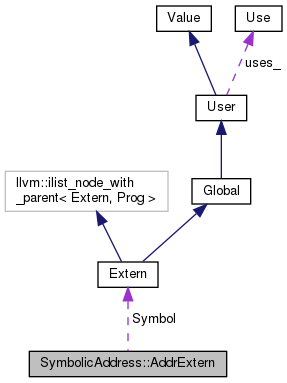 Value
Use
uses_
User
llvm::ilist_node_with
_parent< Extern, Prog >
Global
Extern
Symbol
SymbolicAddress::AddrExtern